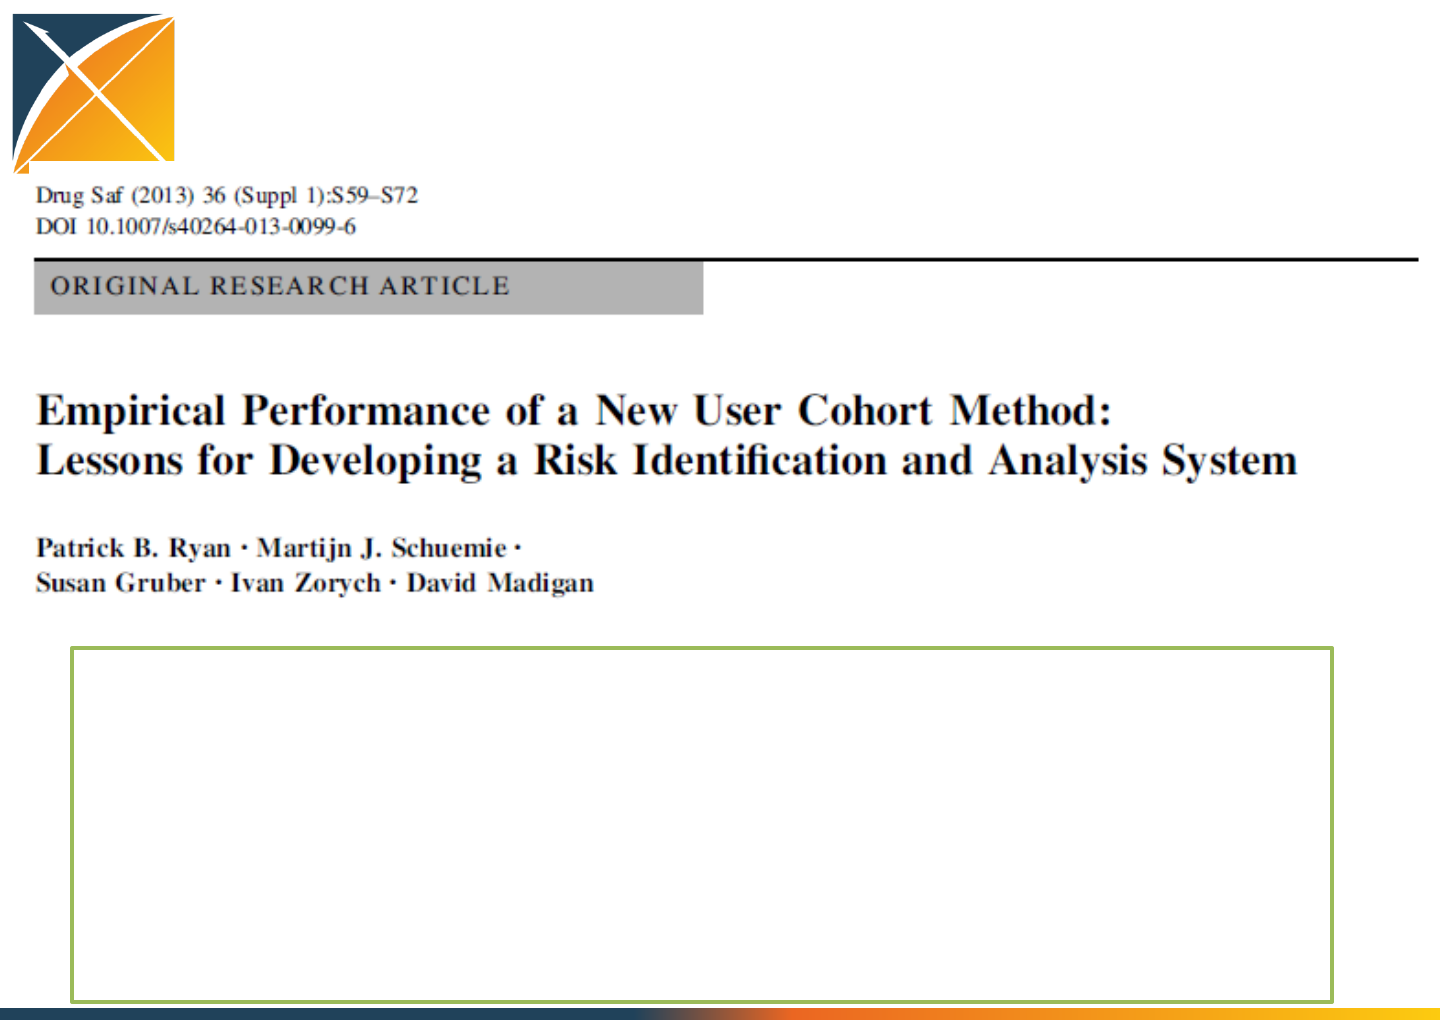 Drug Saf (2013) 36 (Suppl 1):S59–S72
DOI 10.1007/s40264-013-0099-6
ORIGINAL RESEARCH ARTICLE
Empirical Performance of a New User Cohort Method:
Lessons for Developing a Risk Identification and Analysis System
Patrick B. Ryan • Martijn J. Schuemie •
Susan Gruber • Ivan Zorych • David Madigan